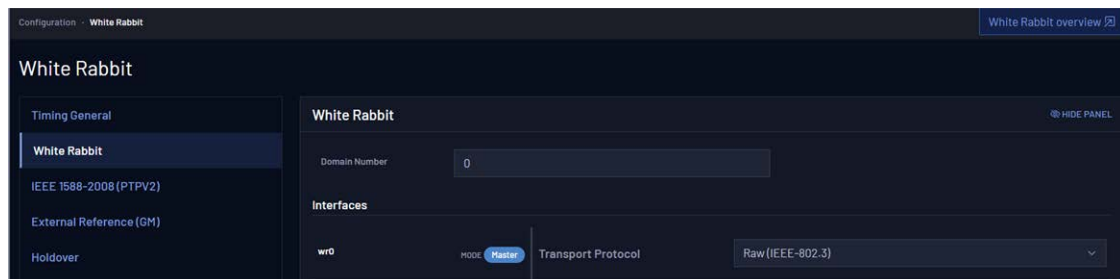 Configuration · White Rabbit
White Rabbit overview
White Rabbit
Timing General
White Rabbit
HIDE PANEL
White Rabbit
Domain Number 0
IEEE 1588-2008 (PTPV2)
Interfaces
External Reference (GM)
Holdover
wr0 MODE Master Transport Protocol Raw (IEEE-802.3)